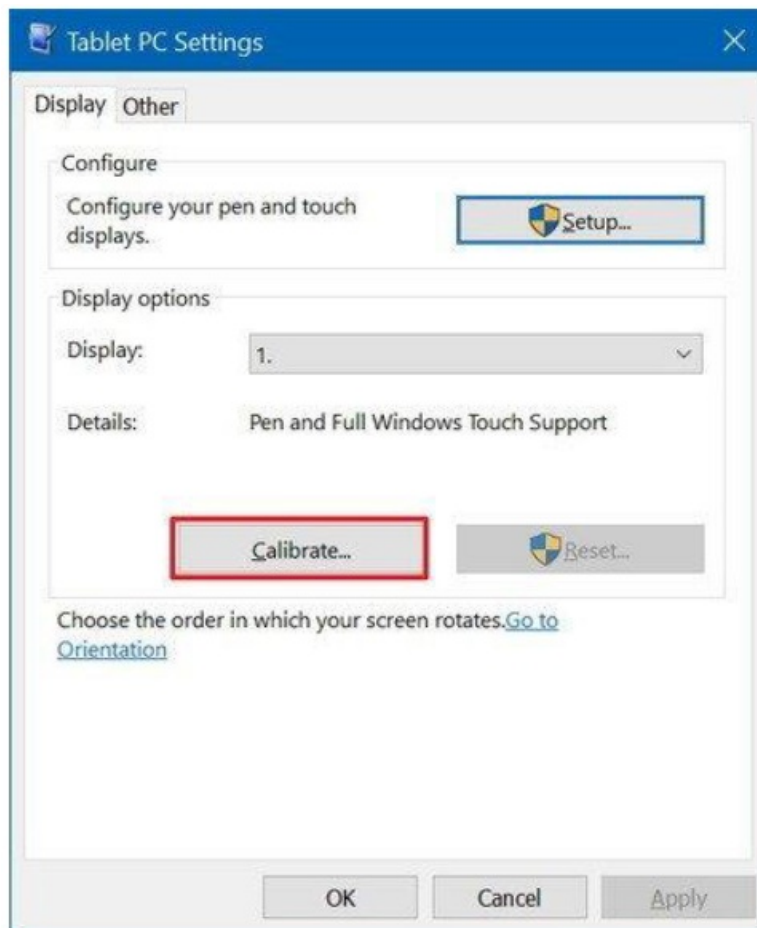 Tablet PC Settings
Display Other
Configure
Configure your pen and touch
displays.
Setup...
Display options
Display:
1.
Details:
Pen and Full Windows Touch Support
Calibrate...
Reset...
Choose the order in which your screen rotates.Go to
Orientation
OK
Cancel
Apply